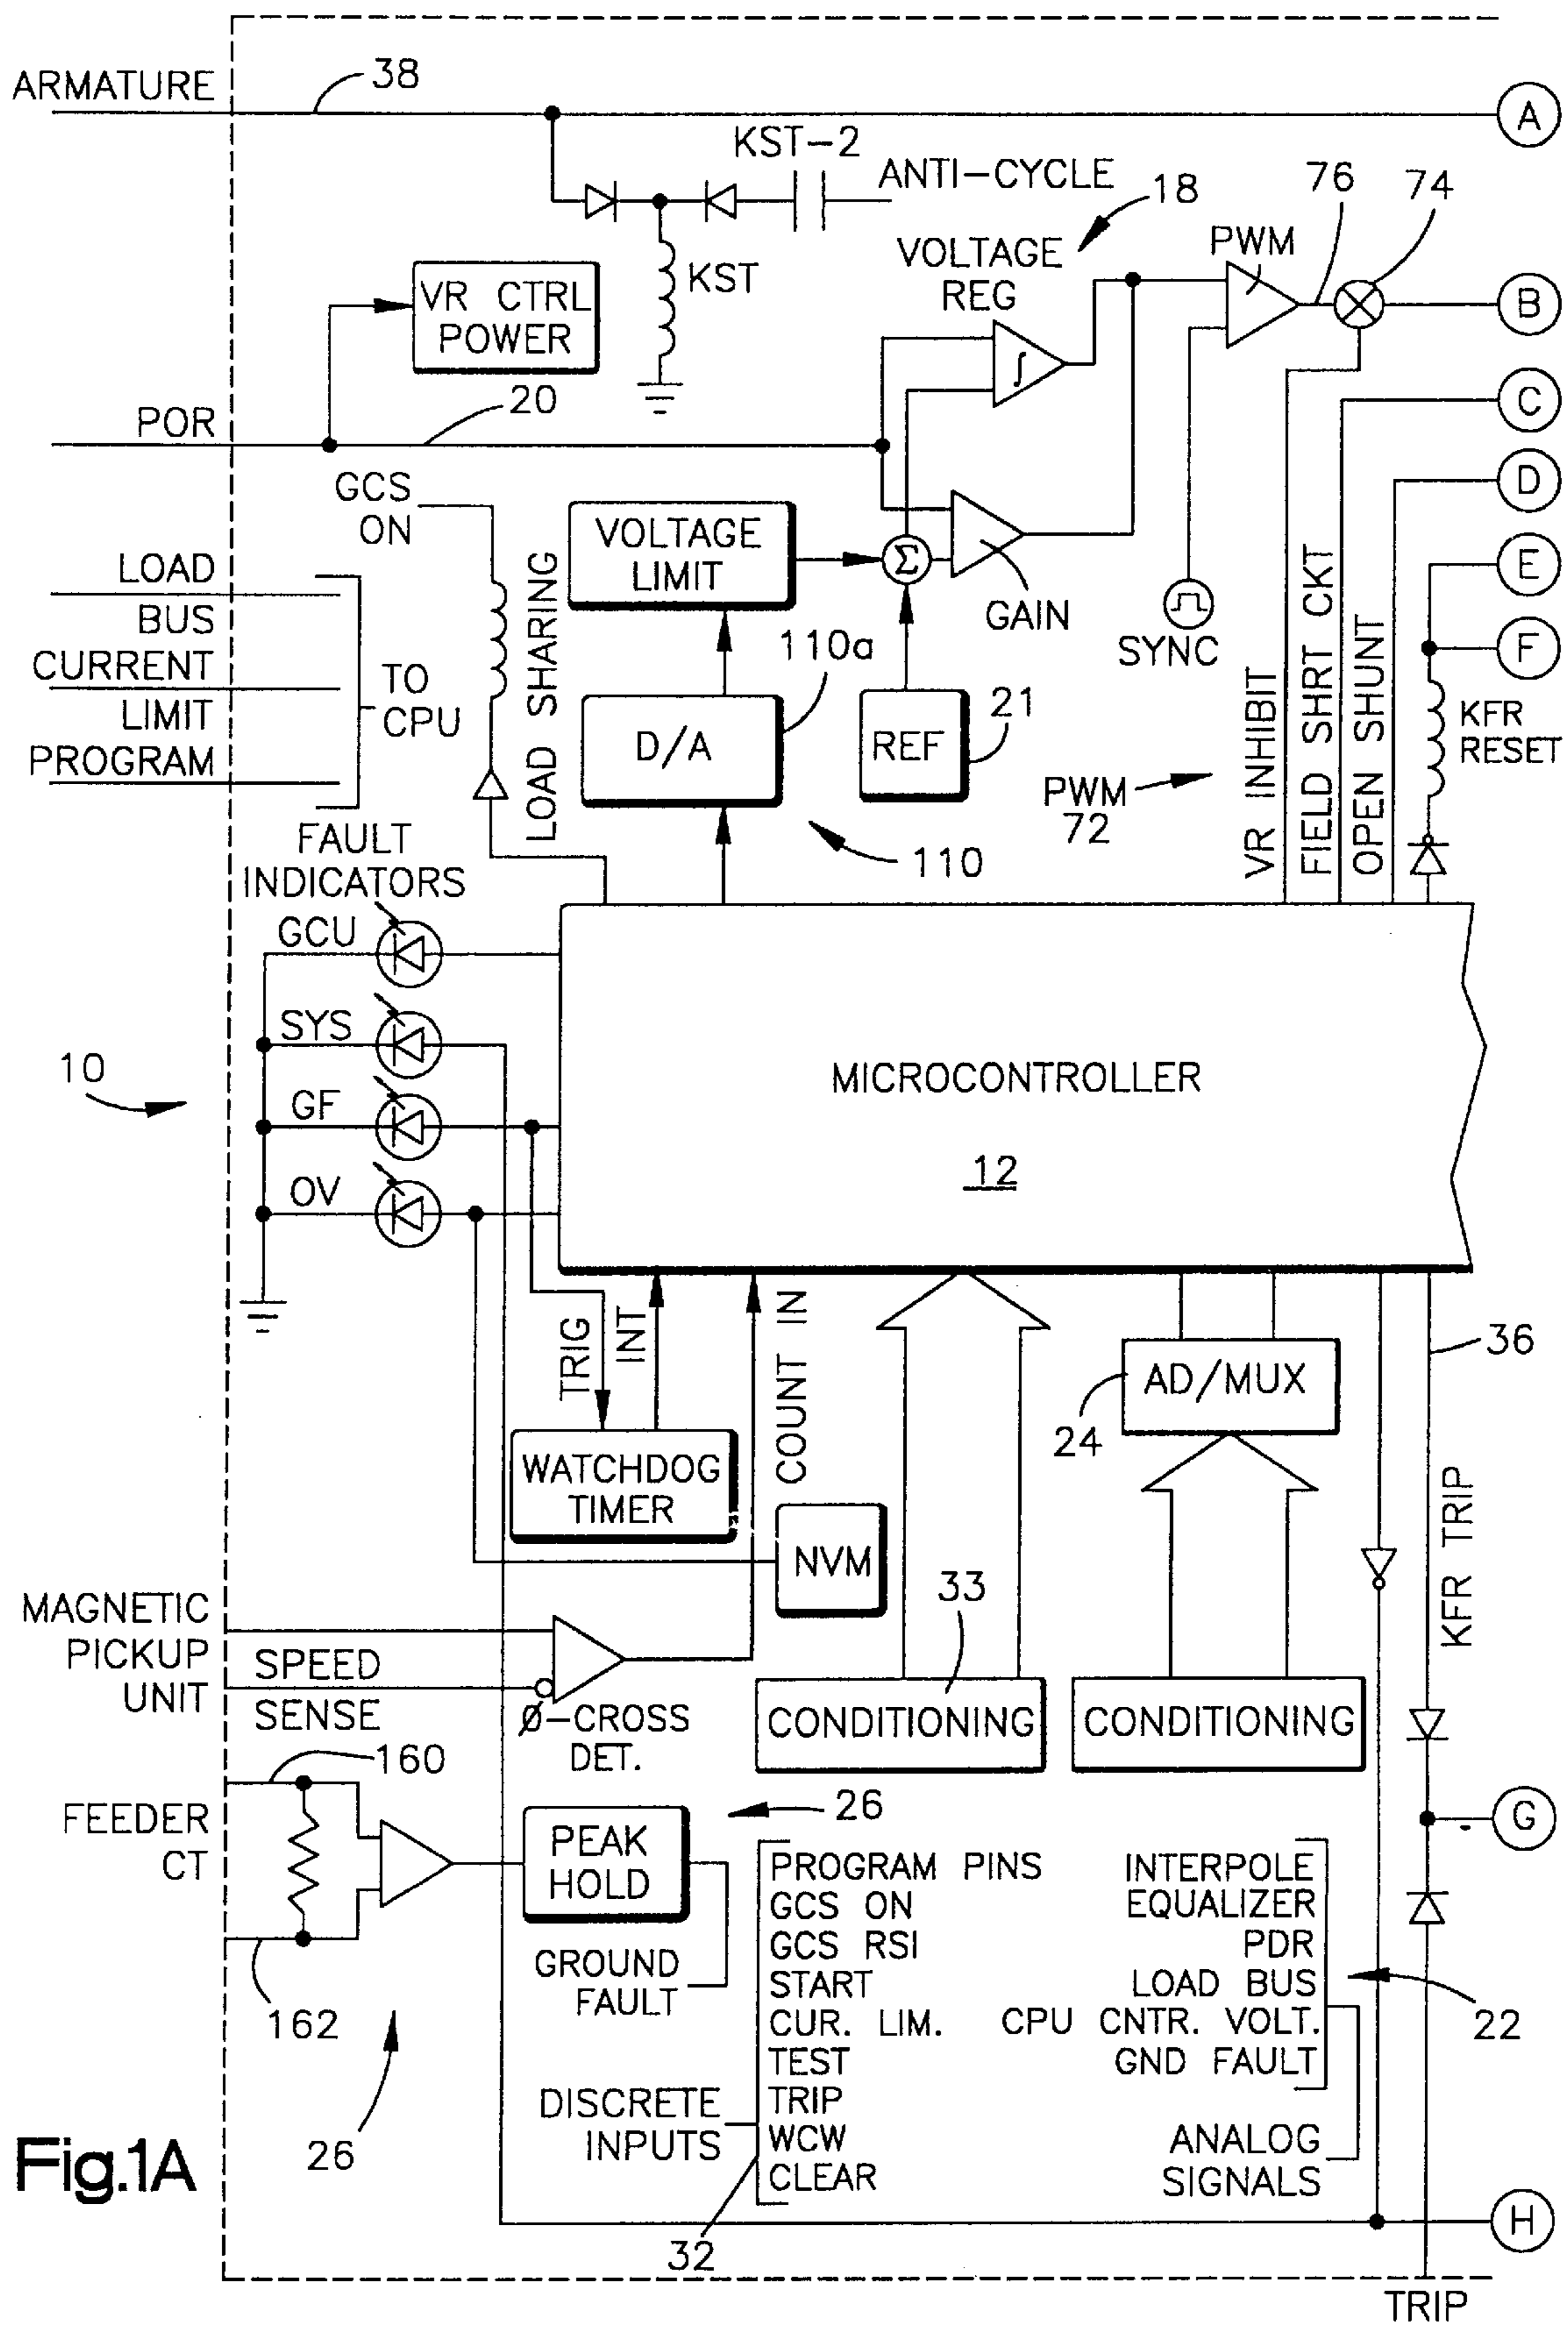 ARMATURE
38
A
KST-2
ANTI-CYCLE
18
76
74
PWM
VOLTAGE
REG
KST
VR CTRL
POWER
B
∫
20
C
POR
GCS
ON
D
VOLTAGE
LIMIT
Σ
GAIN
LOAD
BUS
CURRENT
LIMIT
PROGRAM
TO
CPU
LOAD SHARING
SYNC
E
F
110a
D/A
REF
21
KFR
RESET
PWM
72
VR INHIBIT
FIELD SHRT CKT
OPEN SHUNT
110
FAULT
INDICATORS
GCU
SYS
GF
OV
10
MICROCONTROLLER
12
TRIG
INT
COUNT IN
36
AD/MUX
24
WATCHDOG
TIMER
NVM
KFR TRIP
33
MAGNETIC
PICKUP
UNIT
SPEED
SENSE
Ø-CROSS
DET.
CONDITIONING
CONDITIONING
160
FEEDER
CT
26
PEAK
HOLD
G
GROUND
FAULT
162
26
PROGRAM PINS
GCS ON
GCS RSI
START
CUR. LIM.
TEST
TRIP
WCW
CLEAR
DISCRETE
INPUTS
32
INTERPOLE
EQUALIZER
PDR
LOAD BUS
CPU CNTR. VOLT.
GND FAULT
22
ANALOG
SIGNALS
H
TRIP
Fig.1A